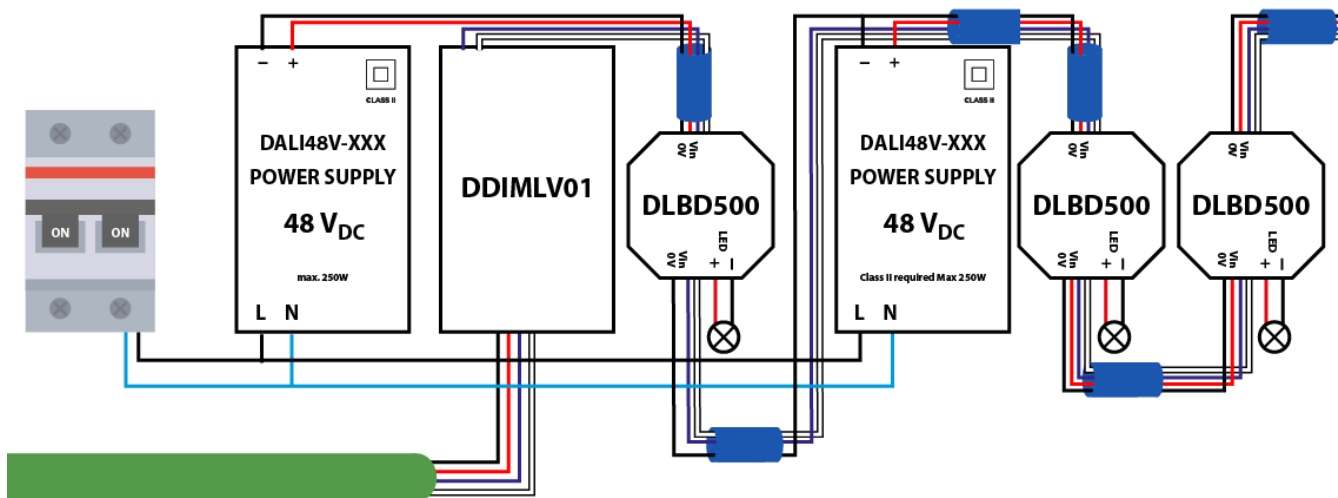 ON
ON
− +
CLASS II
DALI48V-XXX
POWER SUPPLY
48 VDC
max. 250W
L N
DDIMLV01
Vin
0V
DLBD500
Vin
0V
LED
+ −
− +
CLASS II
DALI48V-XXX
POWER SUPPLY
48 VDC
Class II required Max 250W
L N
Vin
0V
DLBD500
Vin
0V
LED
+ −
Vin
0V
DLBD500
Vin
0V
LED
+ −